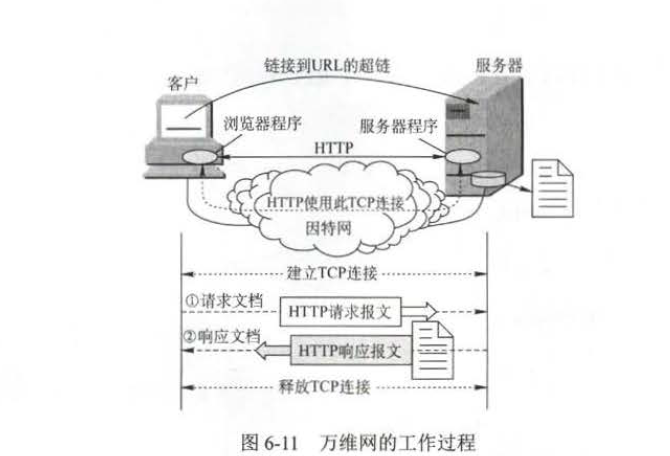 链接到URL的超链
服务器
客户
浏览器程序
服务器程序
HTTP
HTTP使用此TCP连接
因特网
建立TCP连接
①请求文档
HTTP请求报文
②响应文档
HTTP响应报文
释放TCP连接
图 6-11 万维网的工作过程